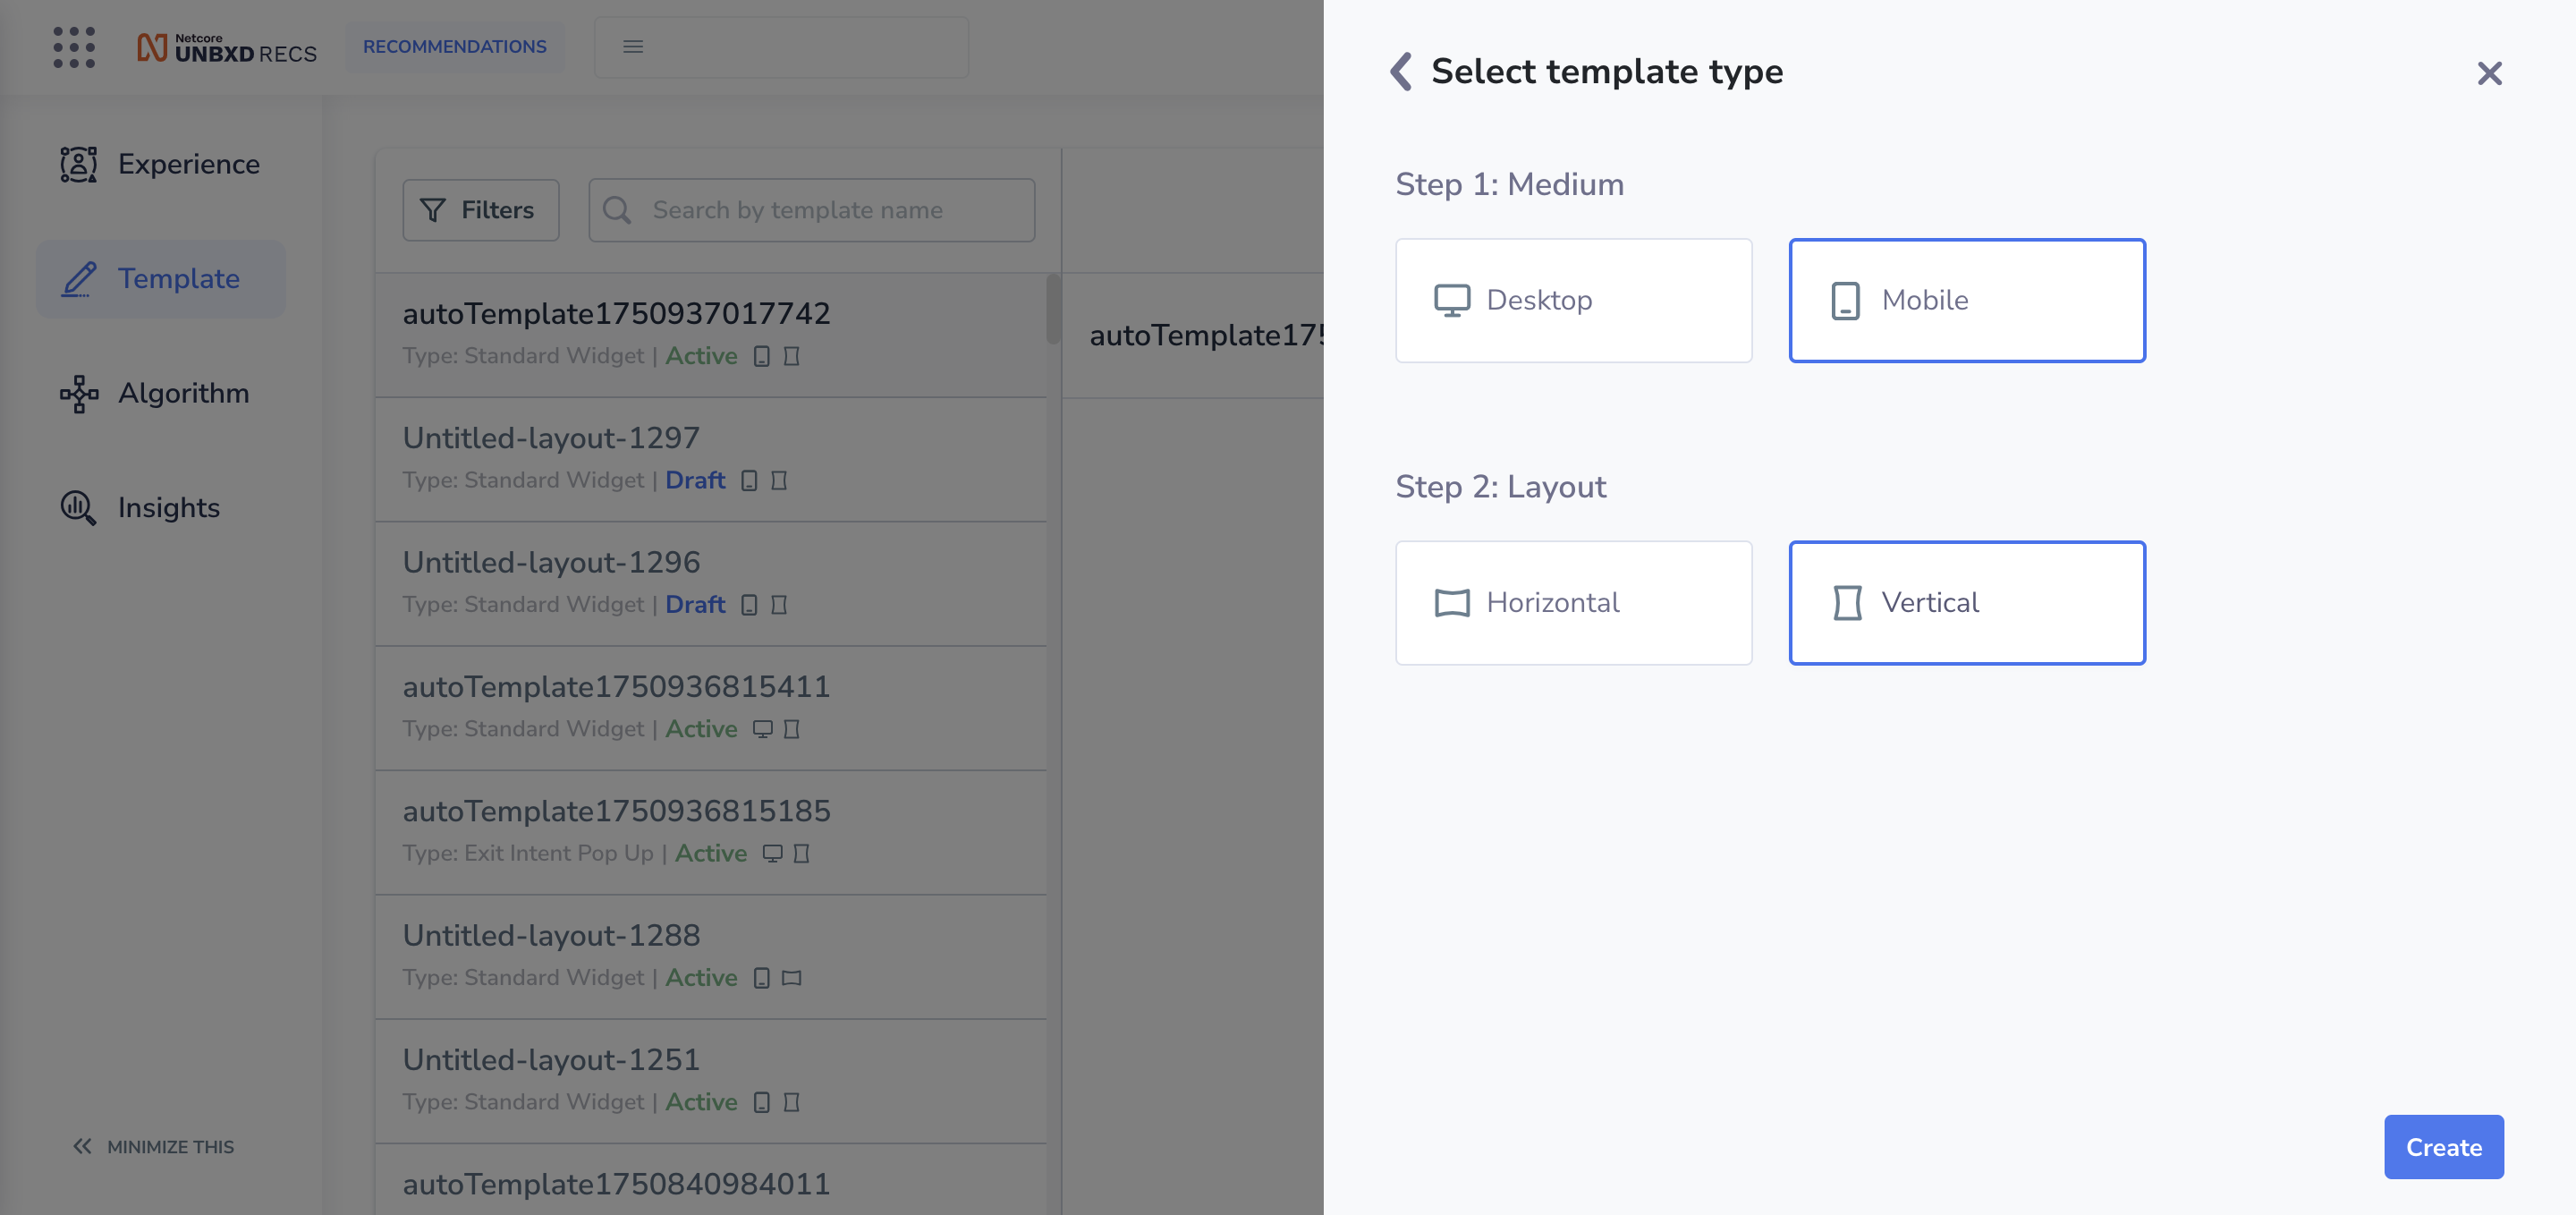 Netcore
UNBXD RECS
RECOMMENDATIONS
Experience
Template
Algorithm
Insights
MINIMIZE THIS
Filters
Search by template name
autoTemplate1750937017742
Type: Standard Widget | Active
Untitled-layout-1297
Type: Standard Widget | Draft
Untitled-layout-1296
Type: Standard Widget | Draft
autoTemplate1750936815411
Type: Standard Widget | Active
autoTemplate1750936815185
Type: Exit Intent Pop Up | Active
Untitled-layout-1288
Type: Standard Widget | Active
Untitled-layout-1251
Type: Standard Widget | Active
autoTemplate1750840984011
autoTemplate175
Select template type
Step 1: Medium
Desktop
Mobile
Step 2: Layout
Horizontal
Vertical
Create